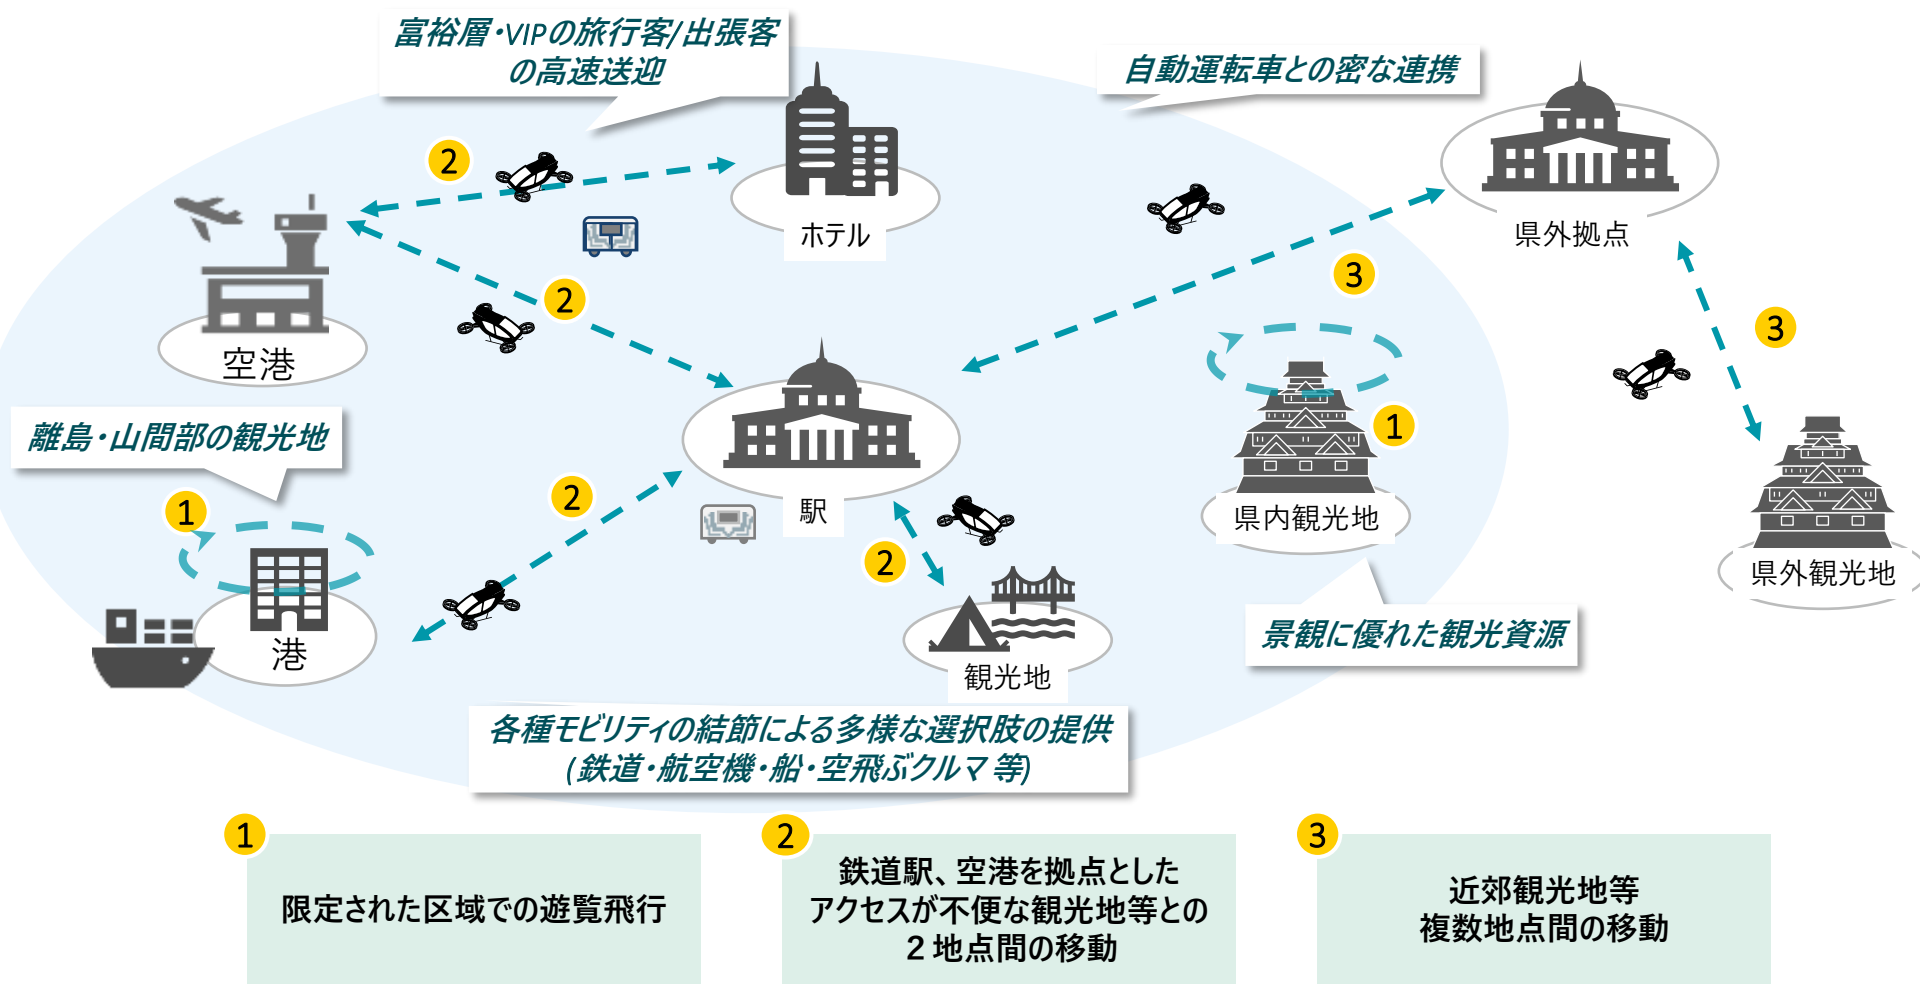 富裕層・VIPの旅行客/出張客
の高速送迎
自動運転車との密な連携
2
ホテル
県外拠点
空港
2
3
3
離島・山間部の観光地
1
1
2
駅
県内観光地
県外観光地
2
港
観光地
景観に優れた観光資源
各種モビリティの結節による多様な選択肢の提供
(鉄道・航空機・船・空飛ぶクルマ 等)
1
限定された区域での遊覧飛行
2
鉄道駅、空港を拠点とした
アクセスが不便な観光地等との
２地点間の移動
3
近郊観光地等
複数地点間の移動